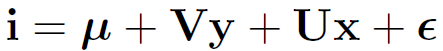 i = μ + Vy + Ux + ϵ